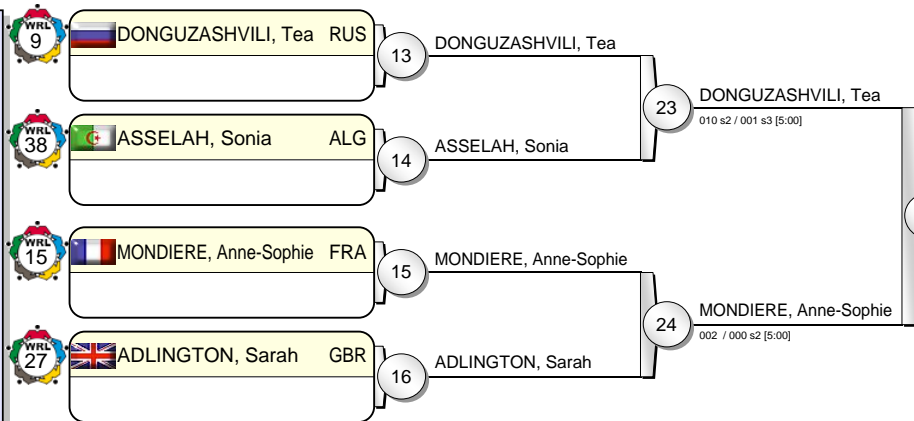 WRL
9
DONGUZASHVILI, Tea RUS
13
DONGUZASHVILI, Tea
23
DONGUZASHVILI, Tea
010 s2 / 001 s3 [5:00]
WRL
38
ASSELAH, Sonia ALG
14
ASSELAH, Sonia
WRL
15
MONDIERE, Anne-Sophie FRA
15
MONDIERE, Anne-Sophie
24
MONDIERE, Anne-Sophie
002 / 000 s2 [5:00]
WRL
27
ADLINGTON, Sarah GBR
16
ADLINGTON, Sarah